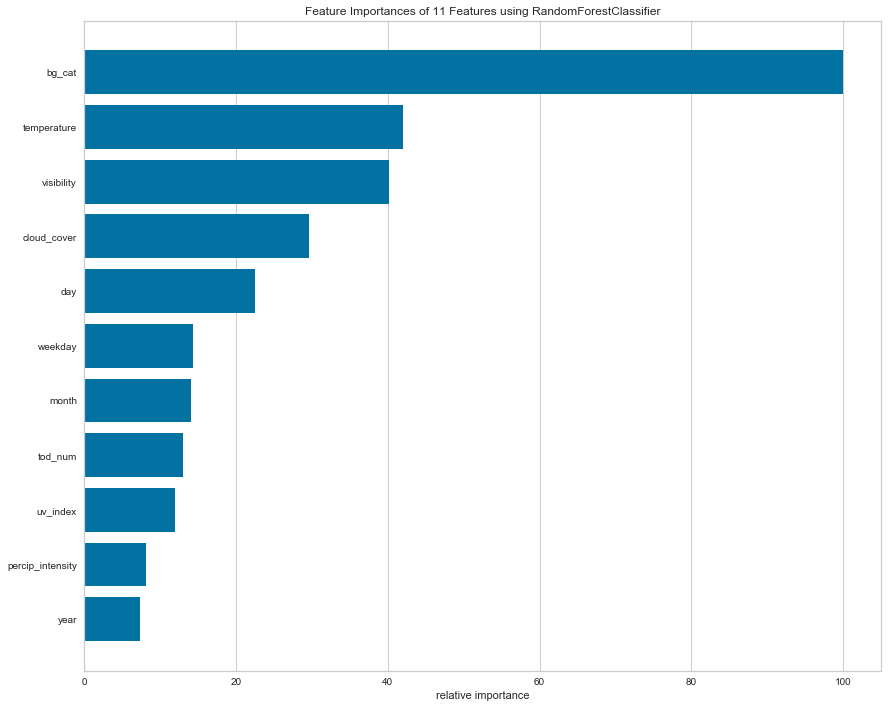 Feature Importances of 11 Features using RandomForestClassifier
bg_cat
temperature
visibility
cloud_cover
day
weekday
month
tod_num
uv_index
percip_intensity
year
0 20 40 60 80 100
relative importance